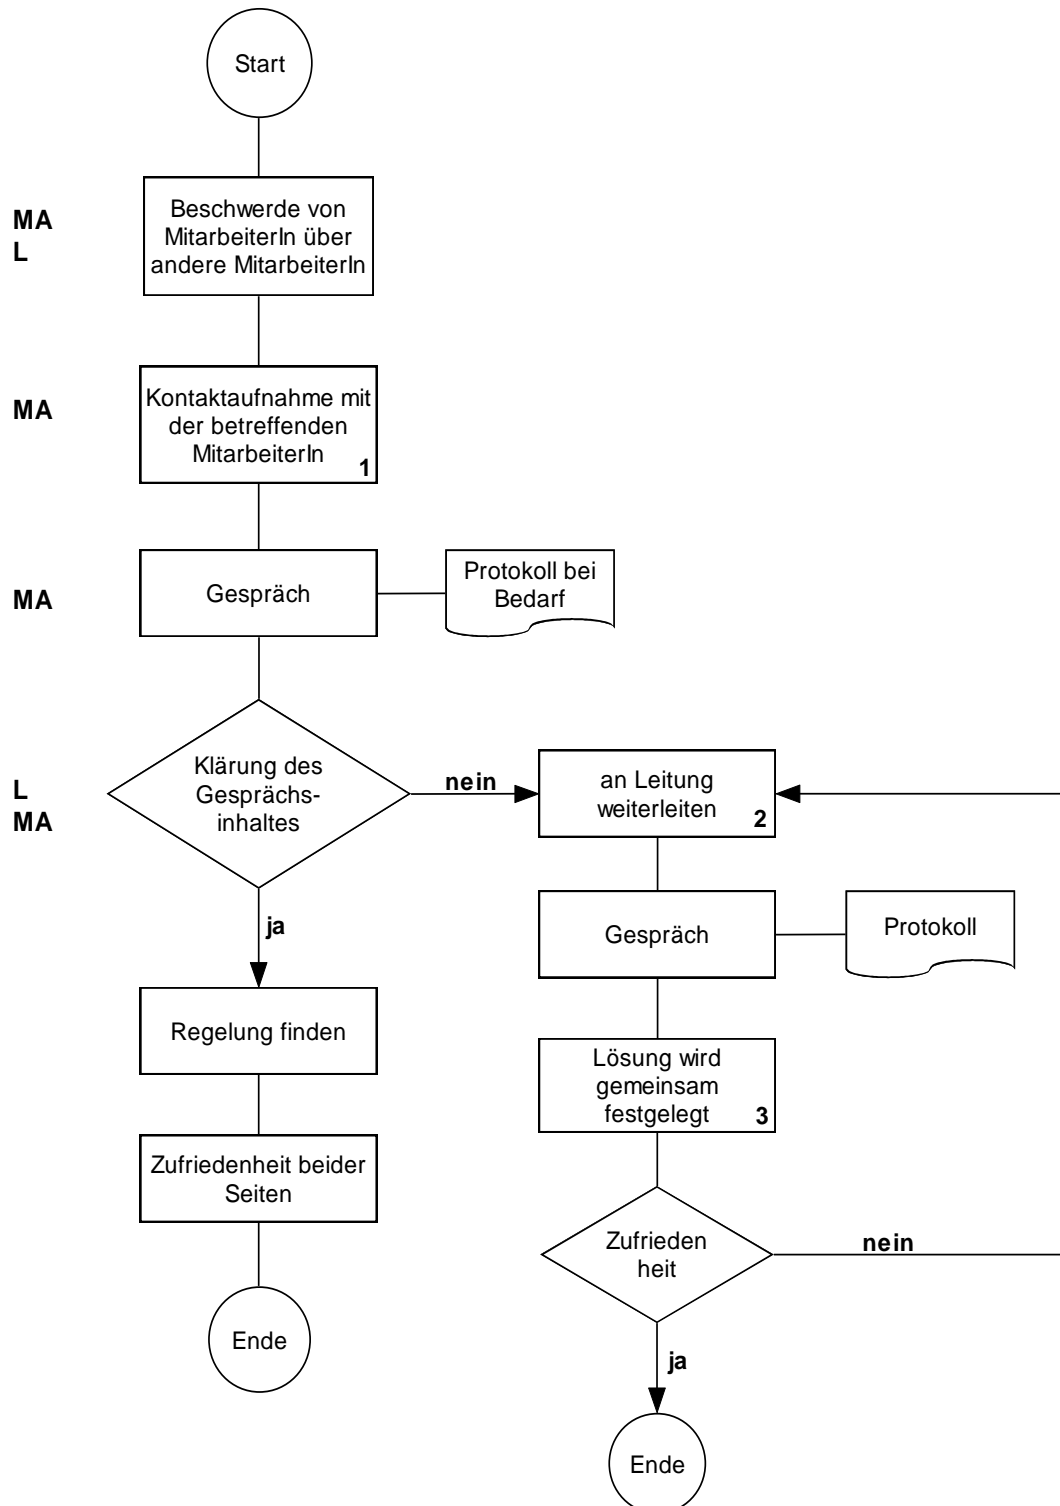 Start
MA
L
Beschwerde von
MitarbeiterIn über
andere MitarbeiterIn
MA
Kontaktaufnahme mit
der betreffenden
MitarbeiterIn
1
MA
Gespräch
Protokoll bei
Bedarf
L
MA
Klärung des
Gesprächs-
inhaltes
nein
an Leitung
weiterleiten
2
ja
Gespräch
Protokoll
Regelung finden
Lösung wird
gemeinsam
festgelegt
3
Zufriedenheit beider
Seiten
Zufrieden
heit
nein
Ende
ja
Ende